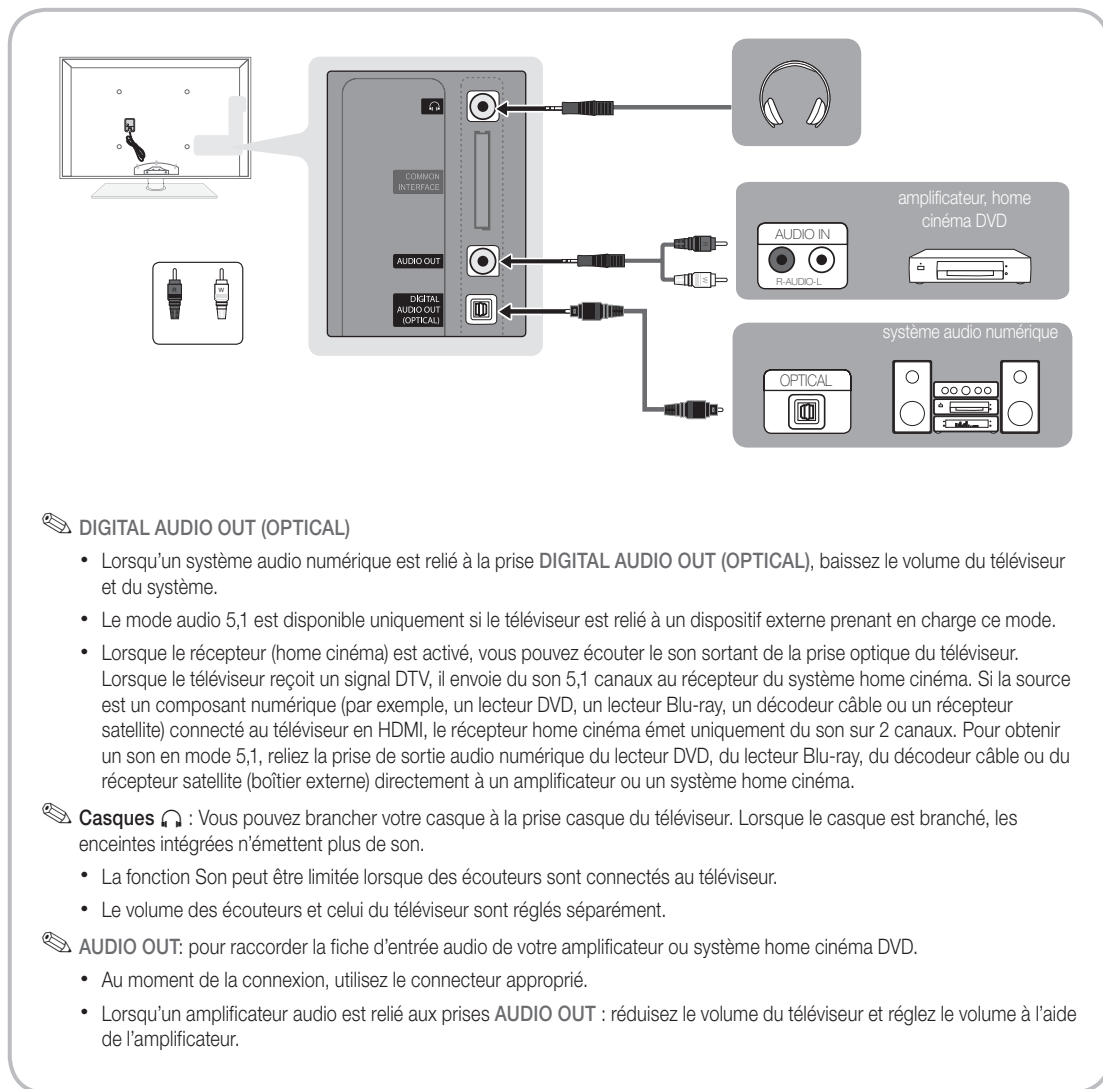 COMMON
INTERFACE
AUDIO OUT
DIGITAL
AUDIO OUT
(OPTICAL)
R
W
R
W
amplificateur, home
cinéma DVD
AUDIO IN
R-AUDIO-L
système audio numérique
OPTICAL
DIGITAL AUDIO OUT (OPTICAL)
• Lorsqu'un système audio numérique est relié à la prise DIGITAL AUDIO OUT (OPTICAL), baissez le volume du téléviseur
et du système.
• Le mode audio 5,1 est disponible uniquement si le téléviseur est relié à un dispositif externe prenant en charge ce mode.
• Lorsque le récepteur (home cinéma) est activé, vous pouvez écouter le son sortant de la prise optique du téléviseur.
Lorsque le téléviseur reçoit un signal DTV, il envoie du son 5,1 canaux au récepteur du système home cinéma. Si la source
est un composant numérique (par exemple, un lecteur DVD, un lecteur Blu-ray, un décodeur câble ou un récepteur
satellite) connecté au téléviseur en HDMI, le récepteur home cinéma émet uniquement du son sur 2 canaux. Pour obtenir
un son en mode 5,1, reliez la prise de sortie audio numérique du lecteur DVD, du lecteur Blu-ray, du décodeur câble ou du
récepteur satellite (boîtier externe) directement à un amplificateur ou un système home cinéma.
Casques : Vous pouvez brancher votre casque à la prise casque du téléviseur. Lorsque le casque est branché, les
enceintes intégrées n'émettent plus de son.
• La fonction Son peut être limitée lorsque des écouteurs sont connectés au téléviseur.
• Le volume des écouteurs et celui du téléviseur sont réglés séparément.
AUDIO OUT: pour raccorder la fiche d'entrée audio de votre amplificateur ou système home cinéma DVD.
• Au moment de la connexion, utilisez le connecteur approprié.
• Lorsqu'un amplificateur audio est relié aux prises AUDIO OUT : réduisez le volume du téléviseur et réglez le volume à l'aide
de l'amplificateur.